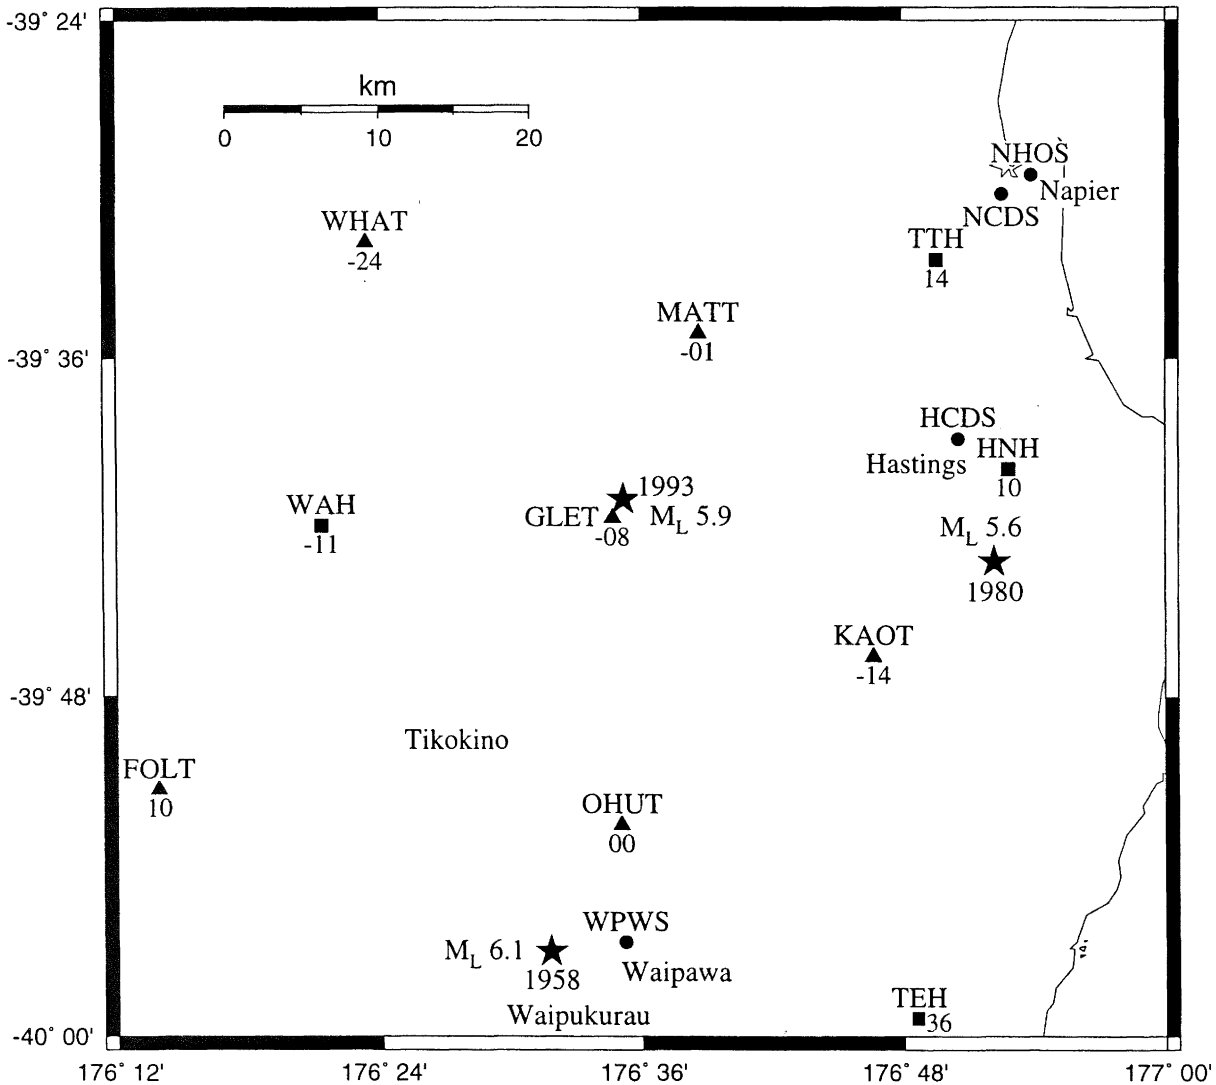 -39° 24'
km
0 10 20
NHOS
Napier
NCDS
WHAT
-24
TTH
14
MATT
-01
-39° 36'
HCDS
Hastings
HNH
10
1993
WAH
-11
GLET
-08
M_L 5.9
M_L 5.6
1980
KAOT
-14
-39° 48'
Tikokino
FOLT
10
OHUT
00
WPWS
M_L 6.1
1958
Waipawa
Waipukurau
TEH
36
-40° 00'
176° 12' 176° 24' 176° 36' 176° 48' 177° 00'